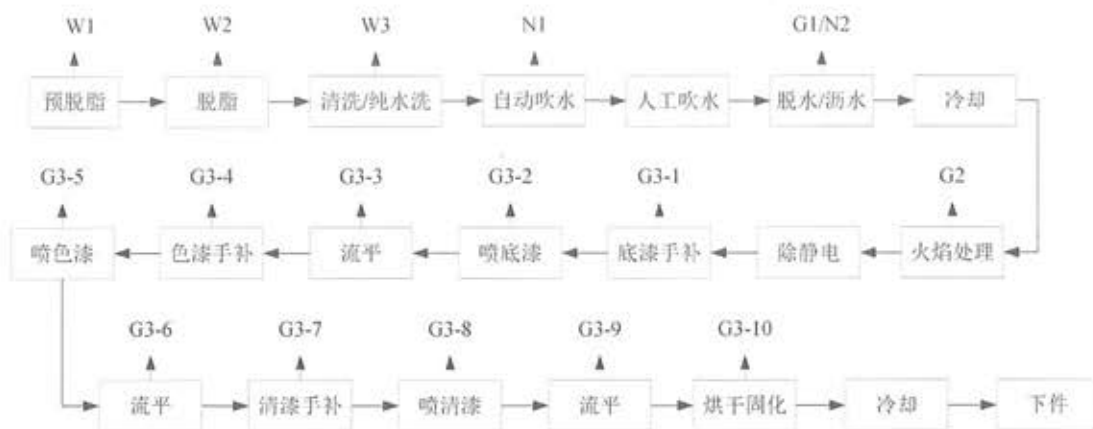 W1 W2 W3 N1 G1/N2
预脱脂 脱脂 清洗/纯水洗 自动吹水 人工吹水 脱水/沥水 冷却
G3-5 G3-4 G3-3 G3-2 G3-1 G2
喷色漆 色漆手补 流平 喷底漆 底漆手补 除静电 火焰处理
G3-6 G3-7 G3-8 G3-9 G3-10
流平 清漆手补 喷清漆 流平 烘干固化 冷却 下件